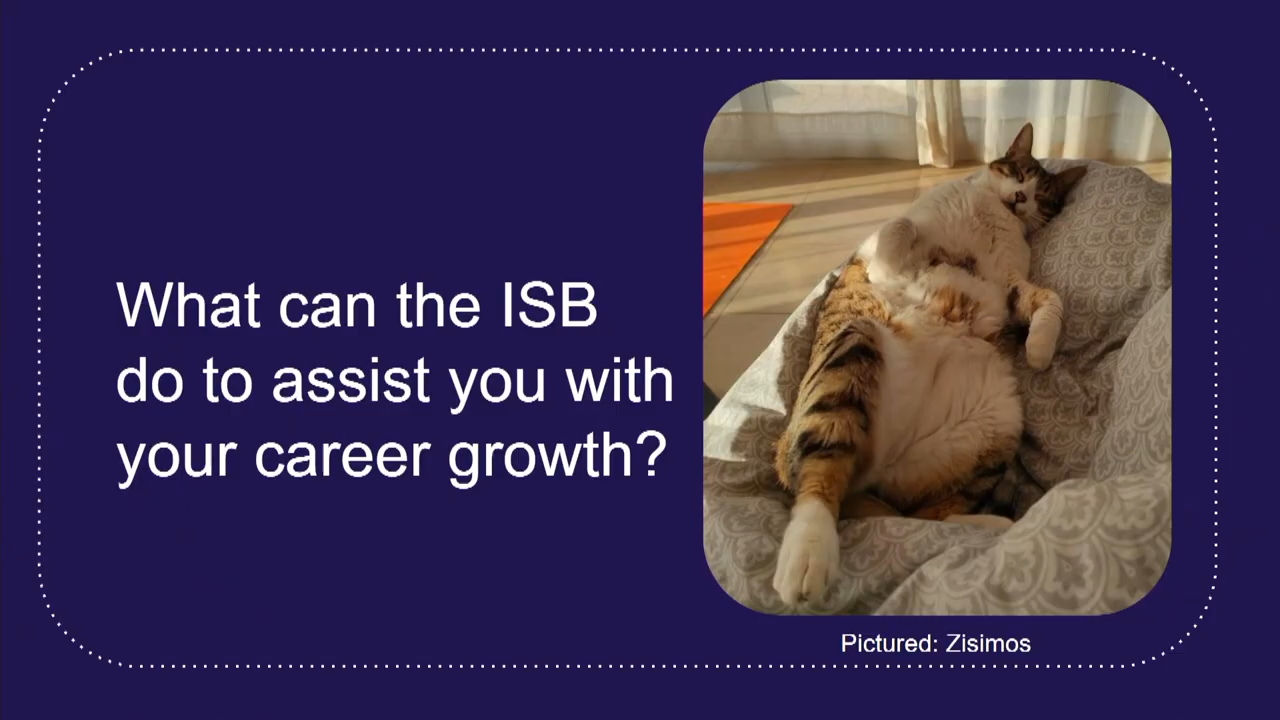 What can the ISB
do to assist you with
your career growth?
Pictured: Zisimos